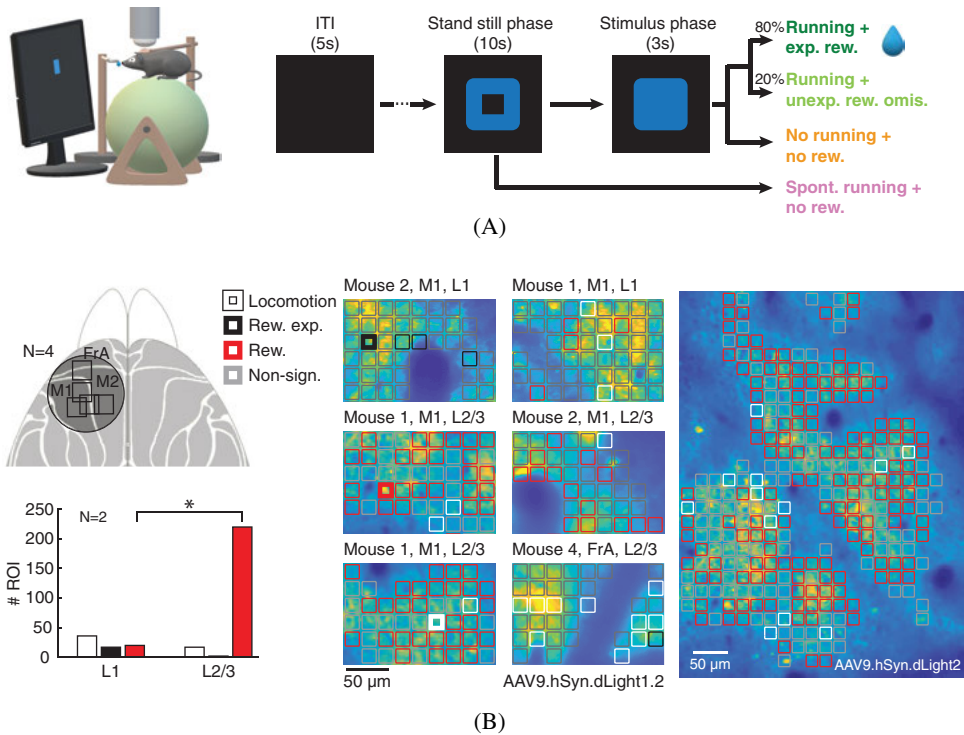 ITI
(5s)
Stand still phase
(10s)
Stimulus phase
(3s)
80%
Running +
exp. rew.
20%
Running +
unexp. rew. omis.
No running +
no rew.
Spont. running +
no rew.
(A)
N=4
FrA
M1
M2
Locomotion
Rew. exp.
Rew.
Non-sign.
# ROI
250
200
150
100
50
0
N=2
*
L1
L2/3
Mouse 2, M1, L1
Mouse 1, M1, L1
Mouse 1, M1, L2/3
Mouse 2, M1, L2/3
Mouse 1, M1, L2/3
Mouse 4, FrA, L2/3
50 µm
AAV9.hSyn.dLight1.2
50 µm
AAV9.hSyn.dLight2
(B)